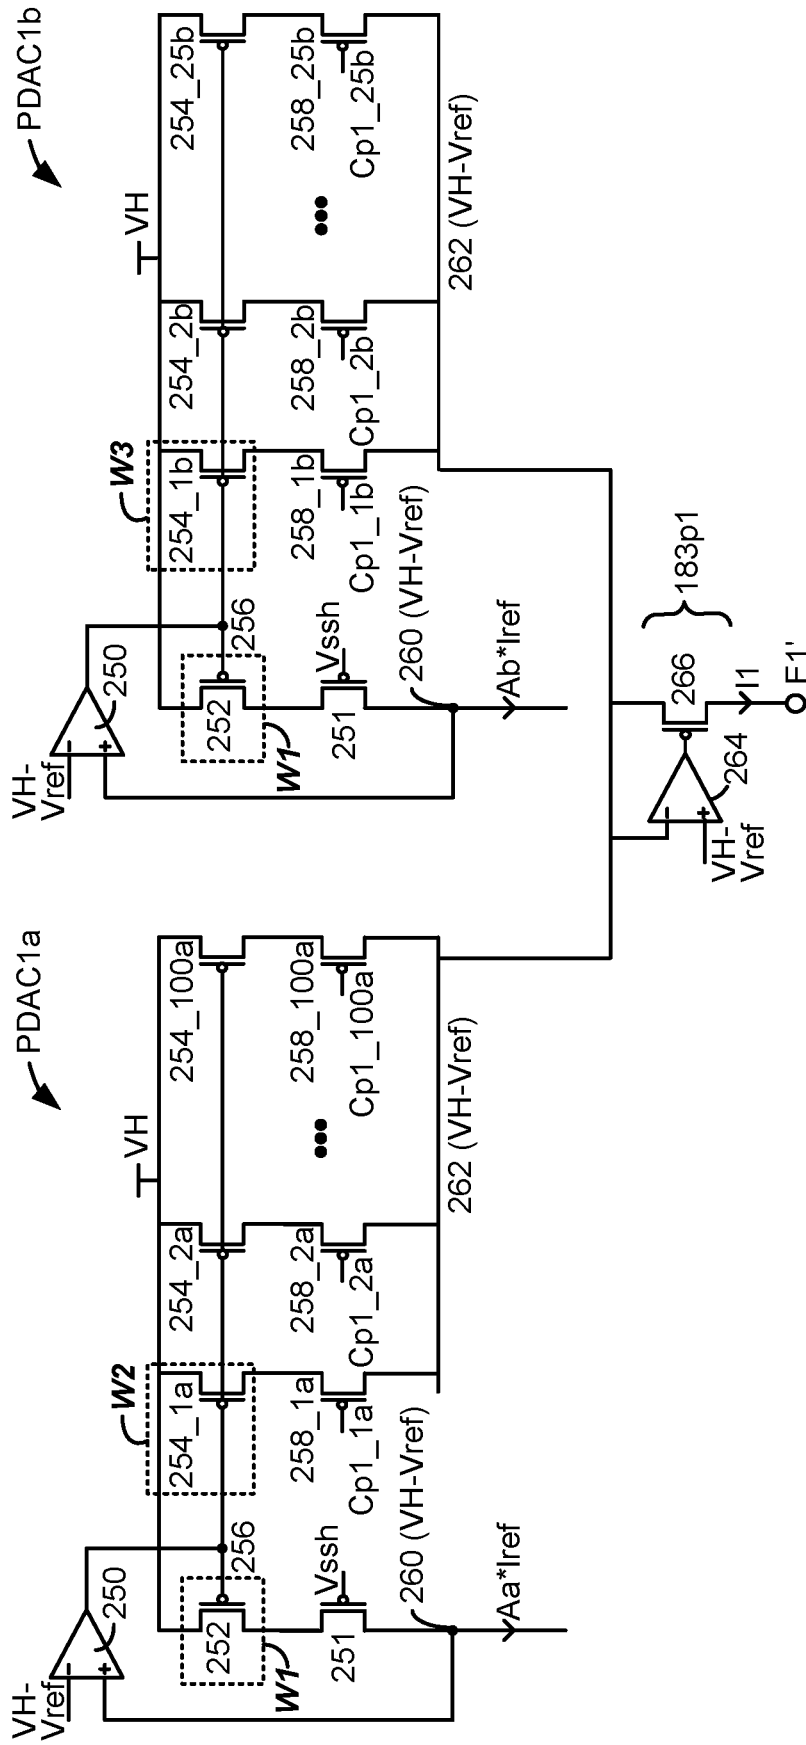 PDAC1a
VH-
Vref
250
VH
256
252
W1
W2
254_1a
254_2a
254_100a
251
Vssh
258_1a
258_2a
258_100a
Cp1_1a
Cp1_2a
Cp1_100a
260 (VH-Vref)
262 (VH-Vref)
Aa*Iref
PDAC1b
VH-
Vref
250
VH
256
252
W1
W3
254_1b
254_2b
254_25b
251
Vssh
258_1b
258_2b
258_25b
Cp1_1b
Cp1_2b
Cp1_25b
260 (VH-Vref)
262 (VH-Vref)
Ab*Iref
VH-
Vref
264
266
183p1
I1
E1'